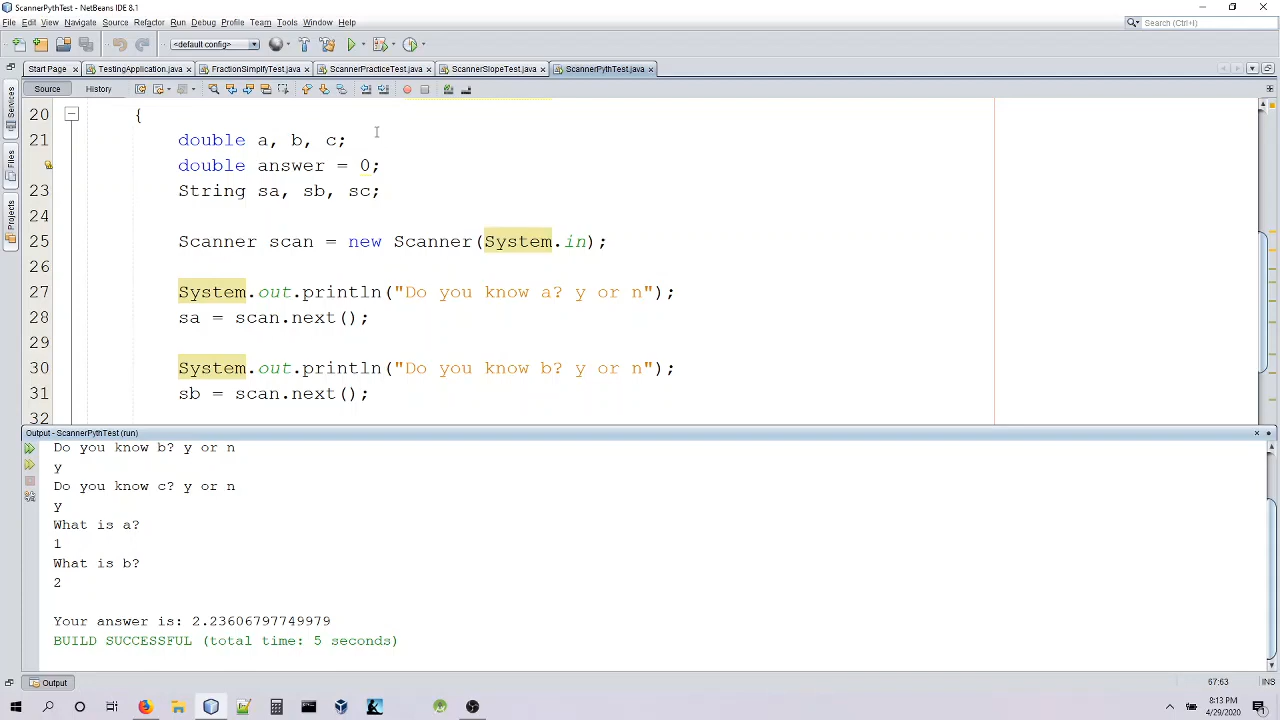 ScannerPythTest - NetBeans IDE 8.1
File Edit View Navigate Source Refactor Run Debug Profile Team Tools Window Help
Search (Ctrl+I)
<default config>
Start Page TestingApplication.java FractionSimplifyTest.java ScannerPracticeTest.java ScannerSlopeTest.java ScannerPythTest.java
Source History
Services
Files
Projects
20 {
21 double a, b, c;
double answer = 0;
23 String sa, sb, sc;
24
25 Scanner scan = new Scanner(System.in);
26
27 System.out.println("Do you know a? y or n");
28 sa = scan.next();
29
30 System.out.println("Do you know b? y or n");
31 sb = scan.next();
32
Output - ScannerPythTest (run)
Do you know b? y or n
y
Do you know c? y or n
y
What is a?
1
What is b?
2
Your answer is: 2.23606797749979
BUILD SUCCESSFUL (total time: 5 seconds)
Output
67:63 INS
8:13 PM
4/29/2020